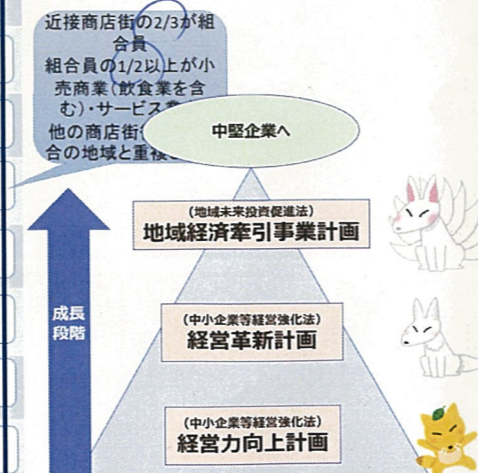 近接商店街の2/3が組
合員
組合員の1/2以上が小
売商業(飲食業を含
む)・サービス
他の商店街
合の地域と重複
中堅企業へ
(地域未来投資促進法)
地域経済牽引事業計画
成長
段階
(中小企業等経営強化法)
経営革新計画
(中小企業等経営強化法)
経営力向上計画